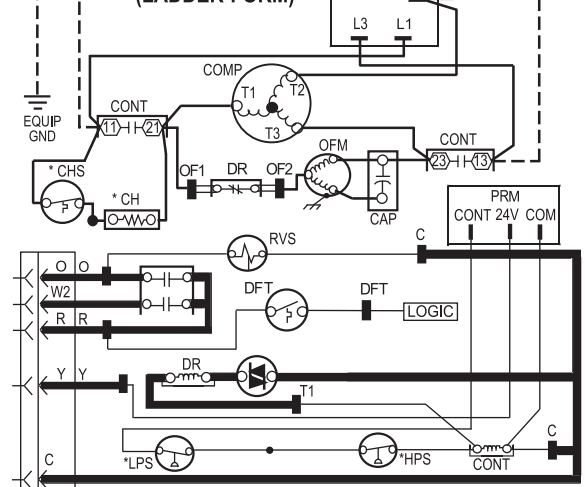 (LADDER FORM)
L3 L1
COMP
T1 T2
T3
EQUIP
GND
CONT
11 21
OFM
CONT
23 13
* CHS
* CH
OF1 DR OF2
CAP
PRM
CONT 24V COM
RVS
C
O O
W2
R R
DFT
DFT
LOGIC
Y Y
DR
T1
C
*LPS
*HPS
CONT
C